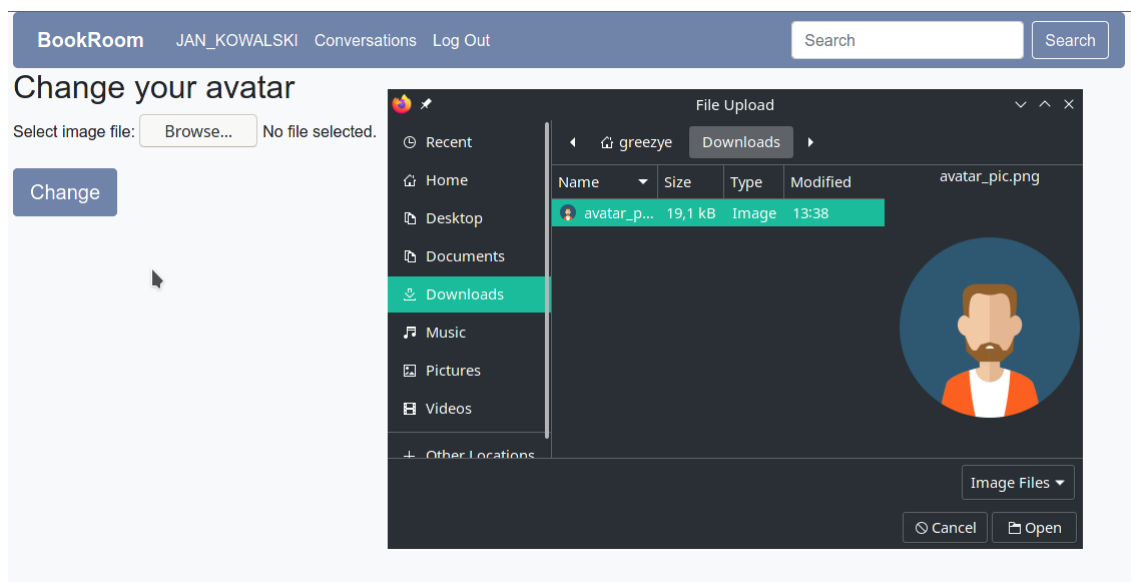 BookRoom JAN_KOWALSKI Conversations Log Out Search Search
Change your avatar
Select image file: Browse... No file selected.
Change
File Upload
Recent
Home
Desktop
Documents
Downloads
Music
Pictures
Videos
Other Locations
greezye Downloads
Name Size Type Modified
avatar_p... 19,1 kB Image 13:38
avatar_pic.png
Image Files
Cancel Open